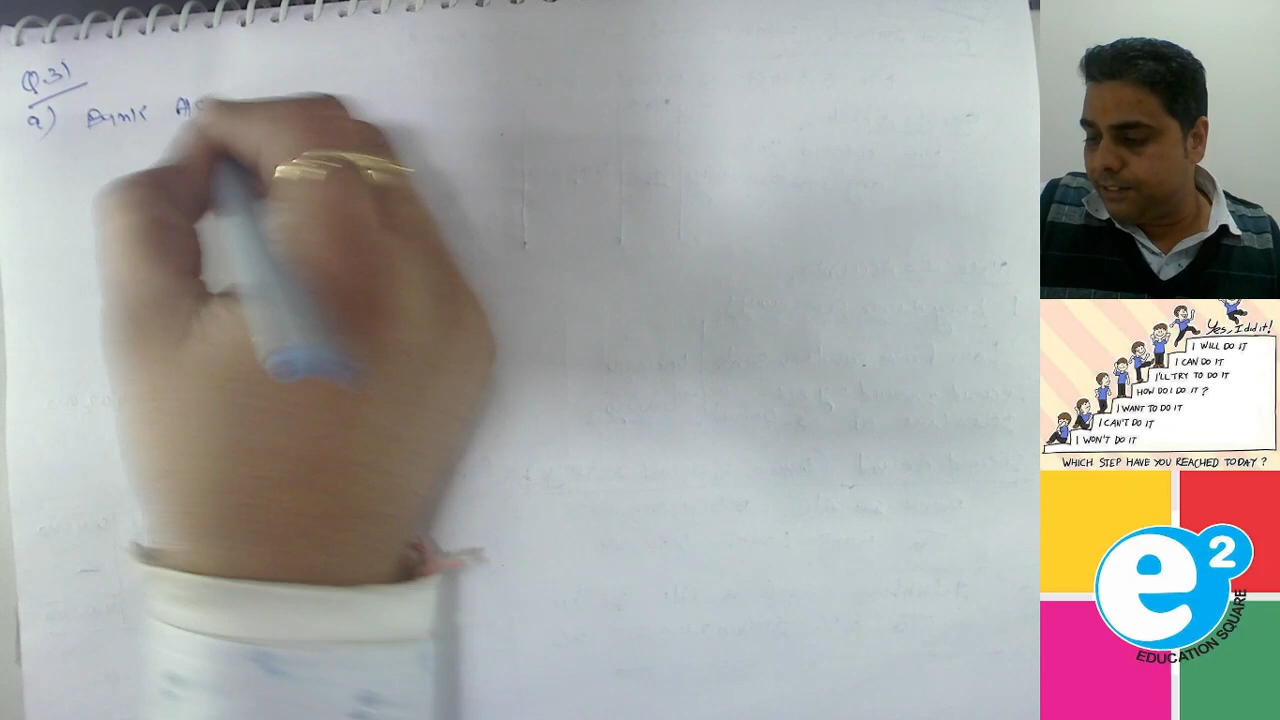 Q.31
a) Bank A/c
Yes, I did it!
I WILL DO IT
I CAN DO IT
I'LL TRY TO DO IT
HOW DO I DO IT?
I WANT TO DO IT
I CAN'T DO IT
I WON'T DO IT
WHICH STEP HAVE YOU REACHED TODAY?
e2
EDUCATION SQUARE